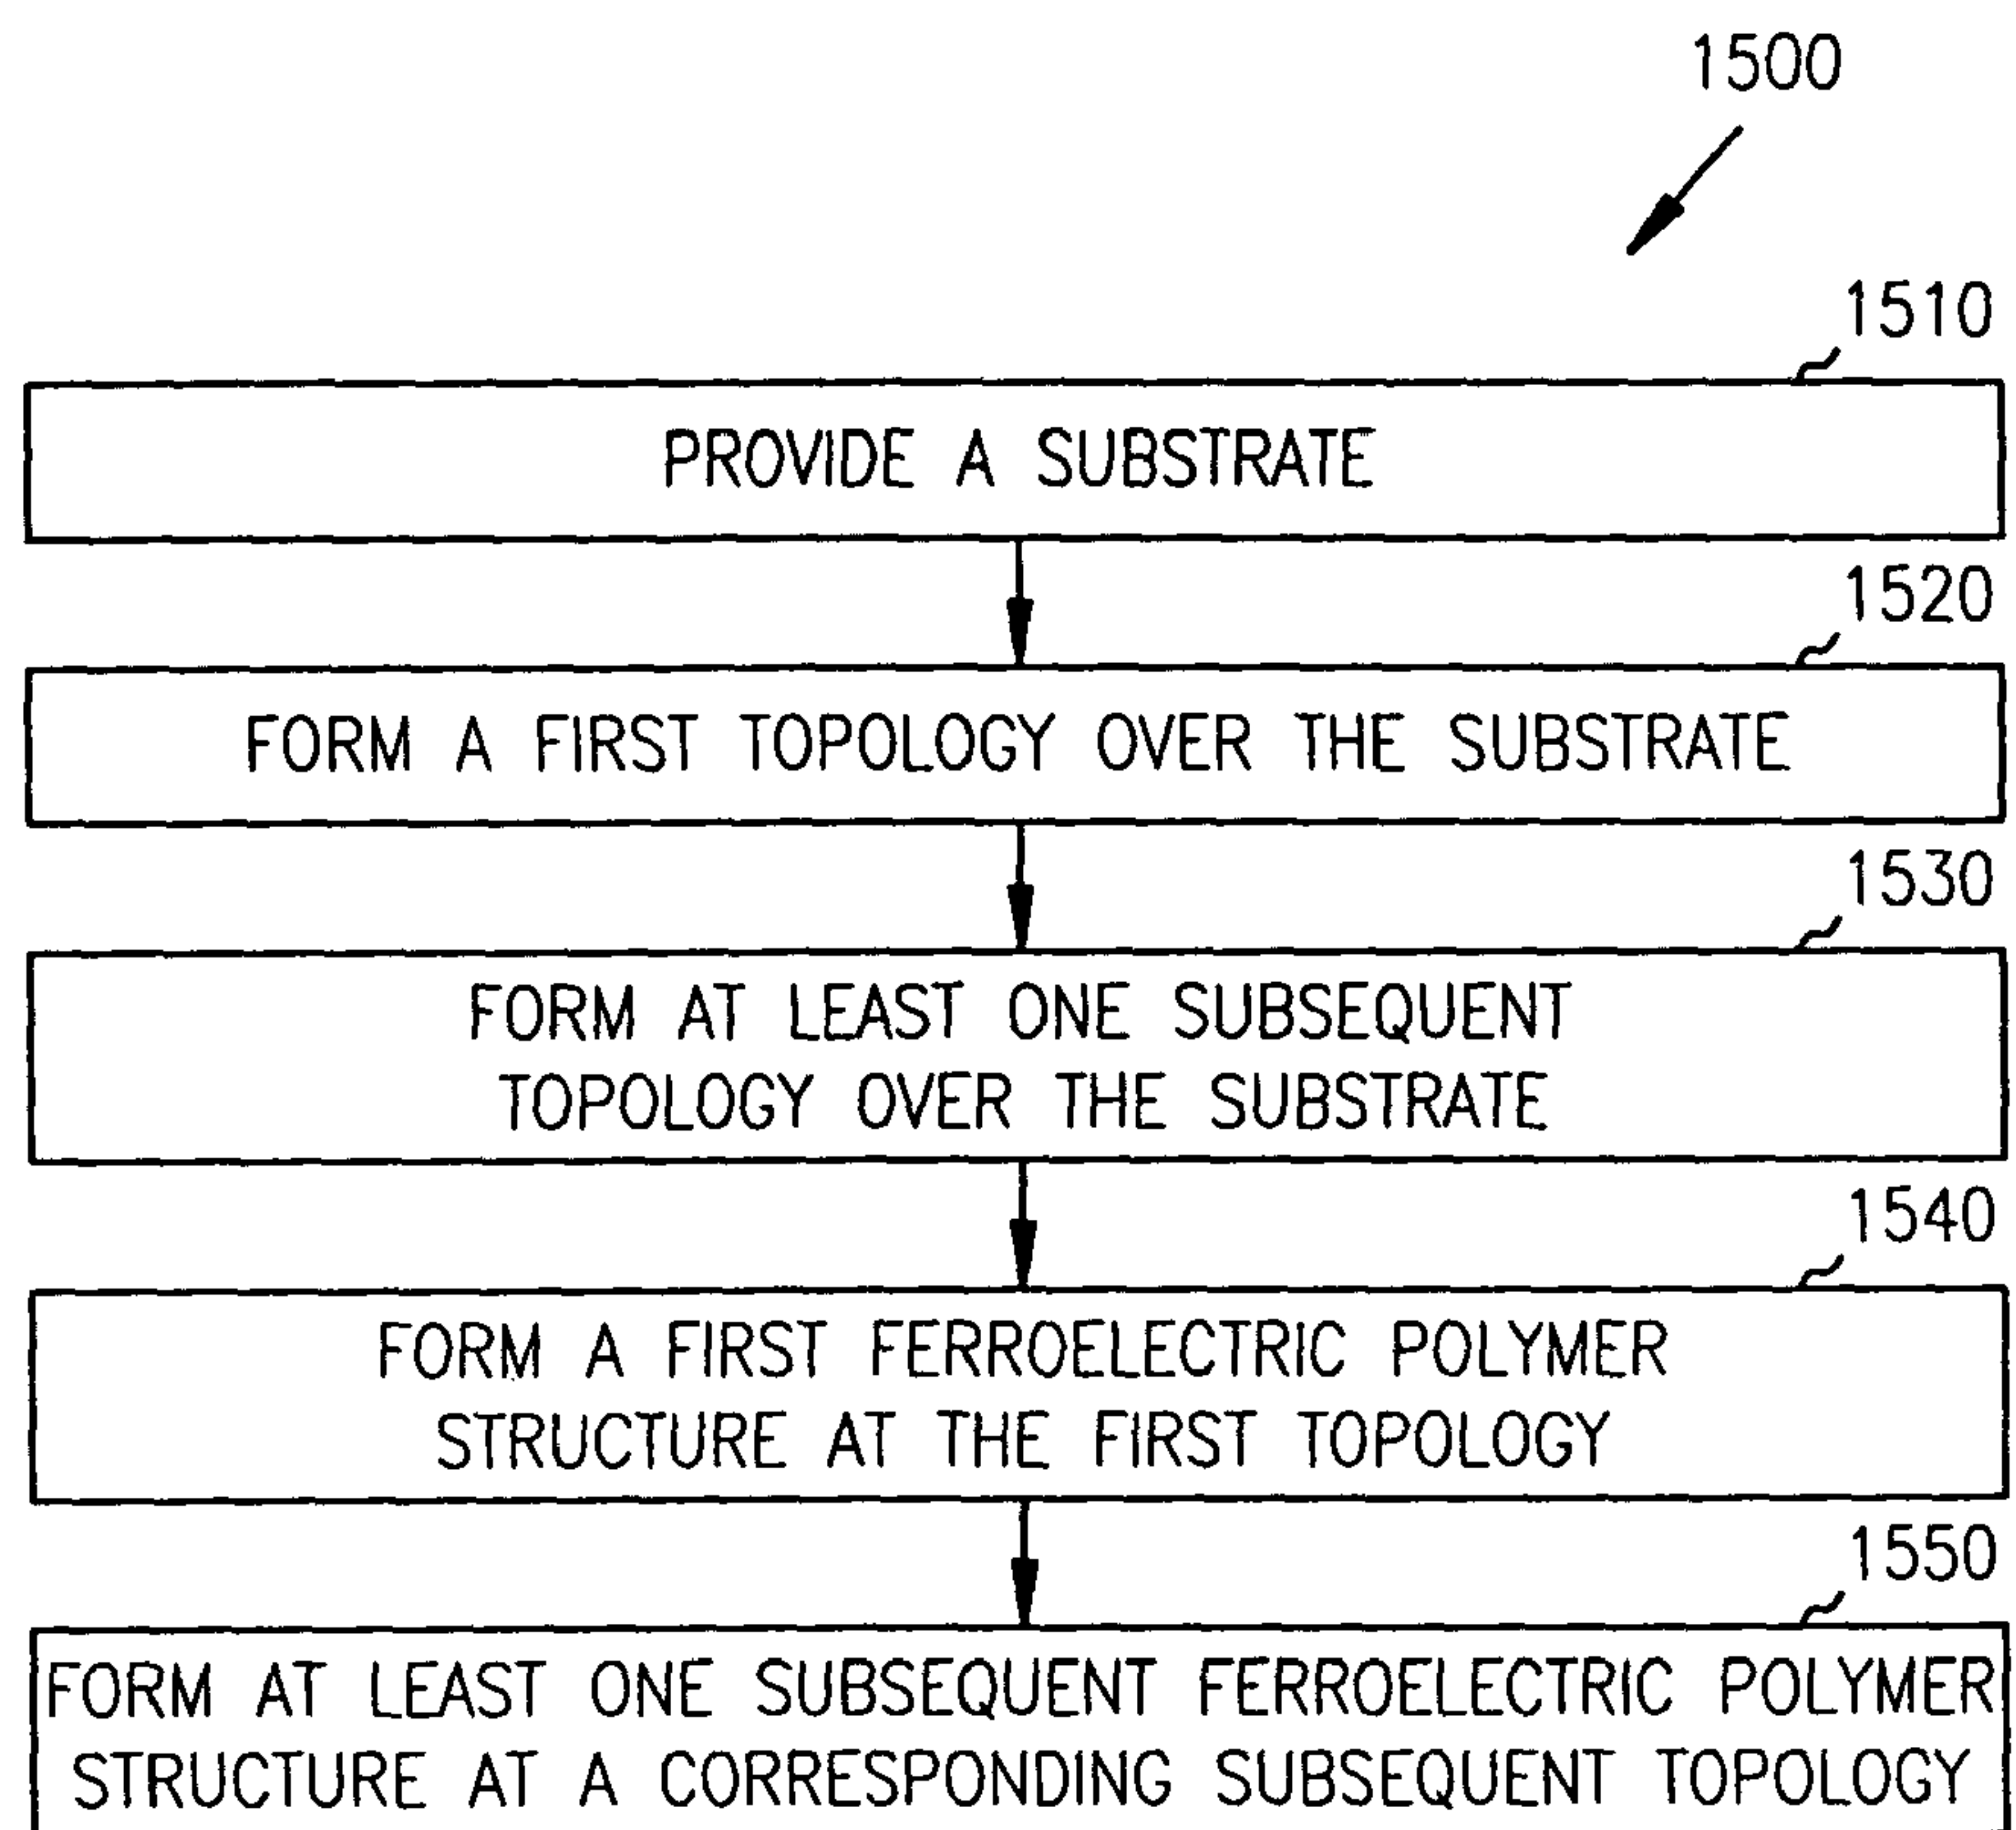 1500
1510
PROVIDE A SUBSTRATE
1520
FORM A FIRST TOPOLOGY OVER THE SUBSTRATE
1530
FORM AT LEAST ONE SUBSEQUENT
TOPOLOGY OVER THE SUBSTRATE
1540
FORM A FIRST FERROELECTRIC POLYMER
STRUCTURE AT THE FIRST TOPOLOGY
1550
FORM AT LEAST ONE SUBSEQUENT FERROELECTRIC POLYMER
STRUCTURE AT A CORRESPONDING SUBSEQUENT TOPOLOGY